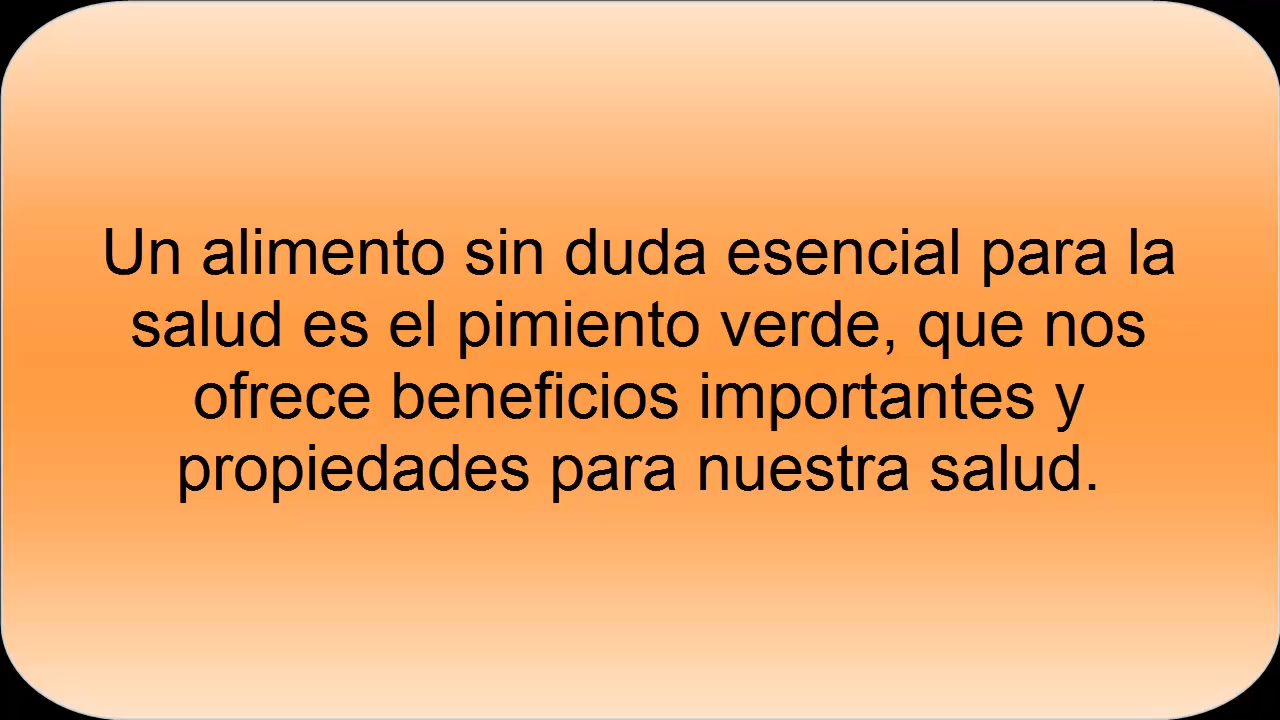 Un alimento sin duda esencial para la
salud es el pimiento verde, que nos
ofrece beneficios importantes y
propiedades para nuestra salud.